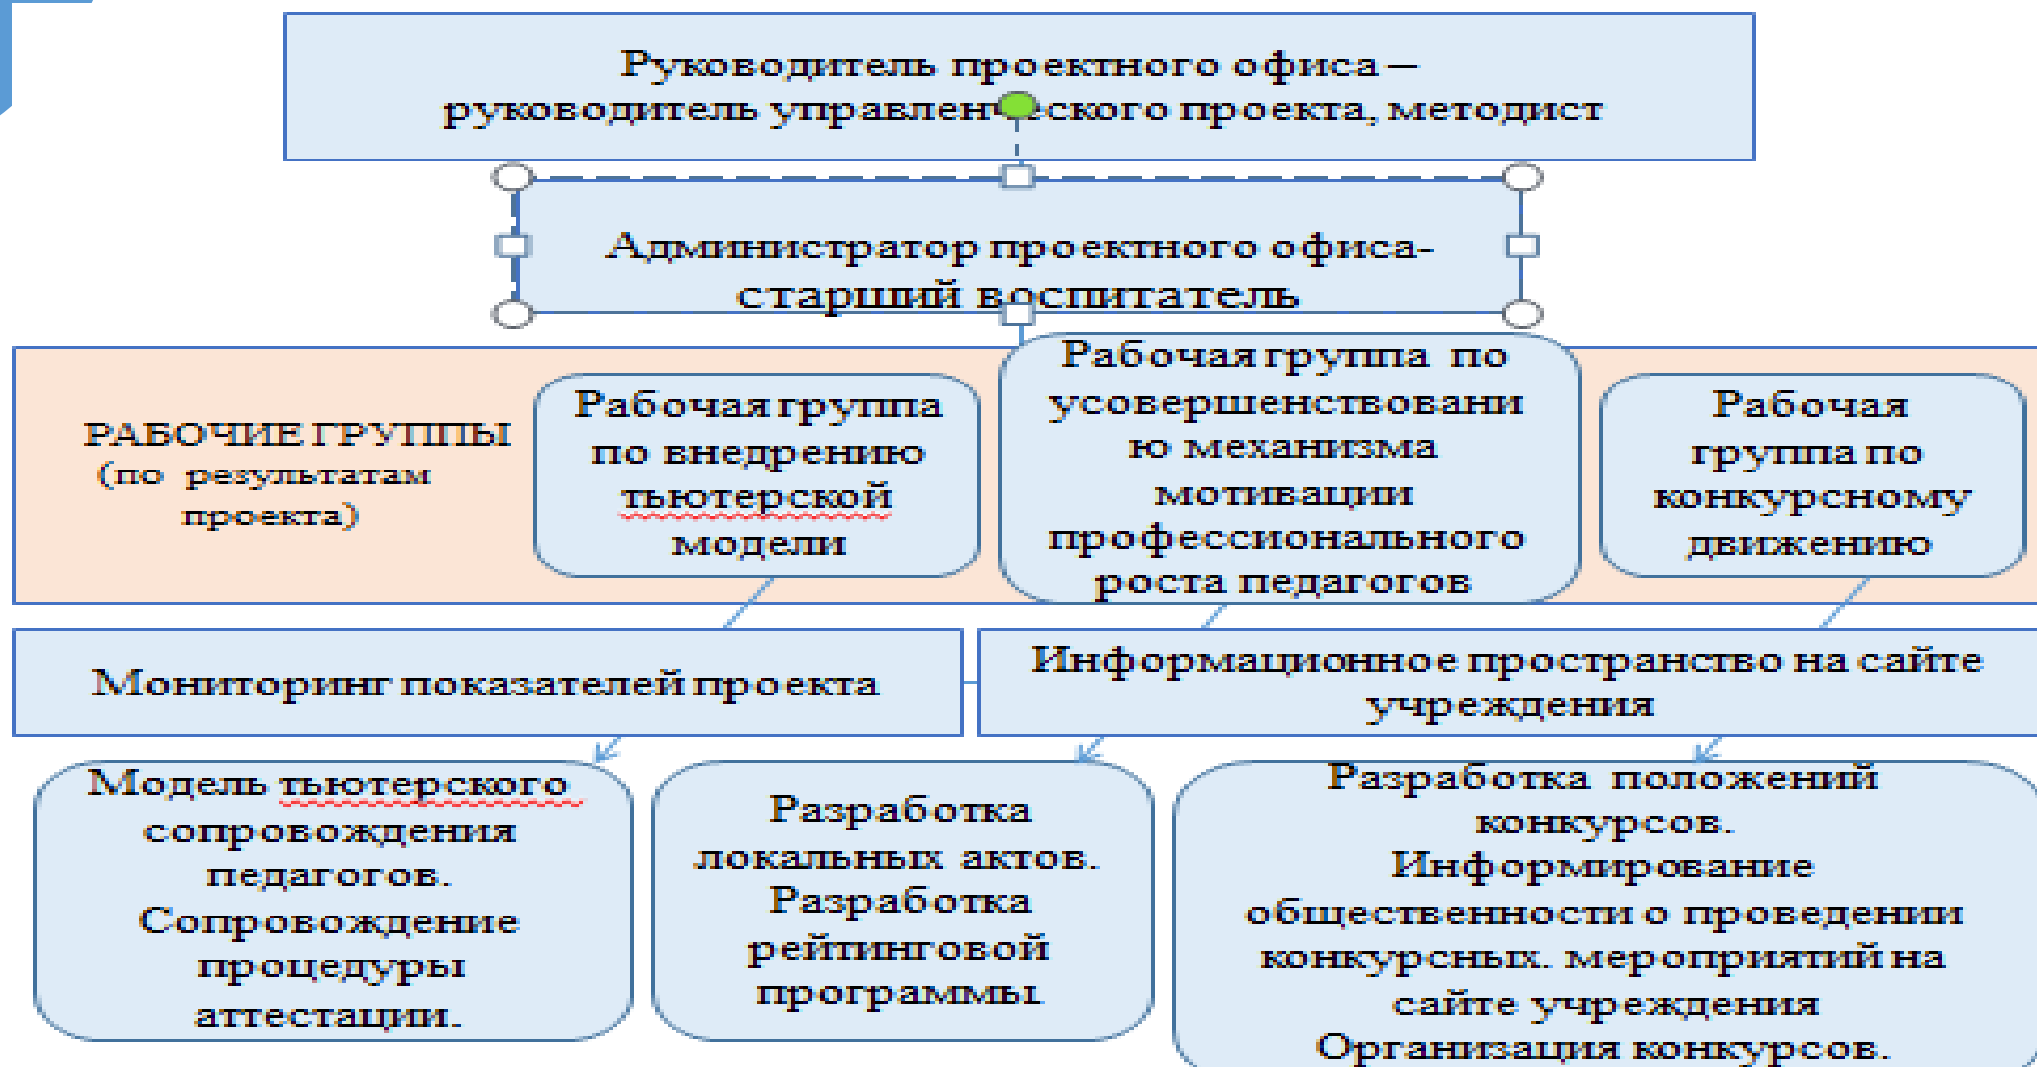 Руководитель проектного офиса –
руководитель управленческого проекта, методист
Администратор проектного офиса-
старший воспитатель
РАБОЧИЕ ГРУППЫ
(по результатам
проекта)
Рабочая группа
по внедрению
тьютерской
модели
Рабочая группа по
усовершенствовани
ю механизма
мотивации
профессионального
роста педагогов
Рабочая
группа по
конкурсному
движению
Мониторинг показателей проекта
Информационное пространство на сайте
учреждения
Модель тьютерского
сопровождения
педагогов.
Сопровождение
процедуры
аттестации.
Разработка
локальных актов.
Разработка
рейтинговой
программы.
Разработка положений
конкурсов.
Информирование
общественности о проведении
конкурсных. мероприятий на
сайте учреждения
Организация конкурсов.